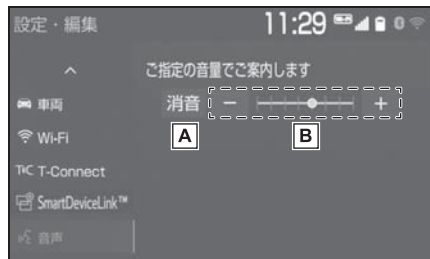 設定・編集
11:29
ご指定の音量でご案内します
消音 － ＋
A B
車両
Wi-Fi
T-Connect
SmartDeviceLink™
音声